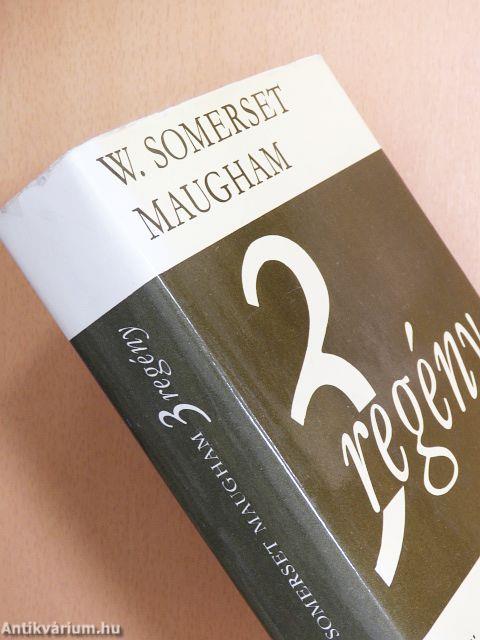 W. SOMERSET
MAUGHAM
3
regény
SOMERSET MAUGHAM 3 regény
Antikvárium.hu